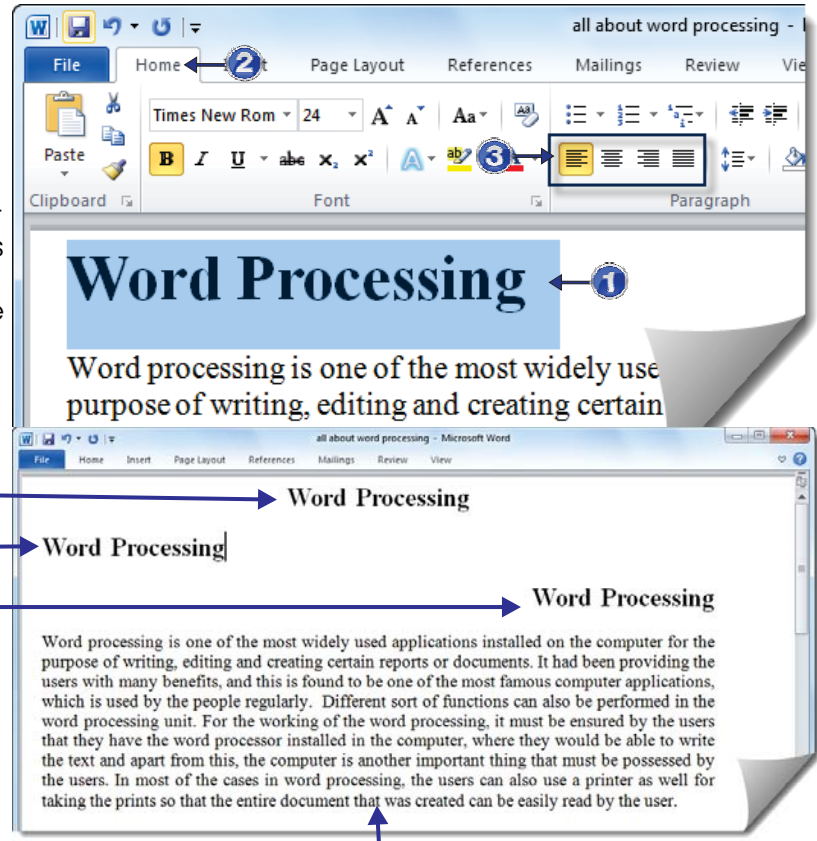 all about word processing -
File
Home
Page Layout
References
Mailings
Review
Vie
2
Times New Rom
24
A
A
Aa
Paste
B I U abe x₂ x²
A
ab
3
Clipboard
Font
Paragraph
s
e
Word Processing
1
Word processing is one of the most widely use
purpose of writing, editing and creating certain
all about word processing - Microsoft Word
File
Home
Insert
Page Layout
References
Mailings
Review
View
Word Processing
Word Processing
Word Processing
Word processing is one of the most widely used applications installed on the computer for the
purpose of writing, editing and creating certain reports or documents. It had been providing the
users with many benefits, and this is found to be one of the most famous computer applications,
which is used by the people regularly. Different sort of functions can also be performed in the
word processing unit. For the working of the word processing, it must be ensured by the users
that they have the word processor installed in the computer, where they would be able to write
the text and apart from this, the computer is another important thing that must be possessed by
the users. In most of the cases in word processing, the users can also use a printer as well for
taking the prints so that the entire document that was created can be easily read by the user.